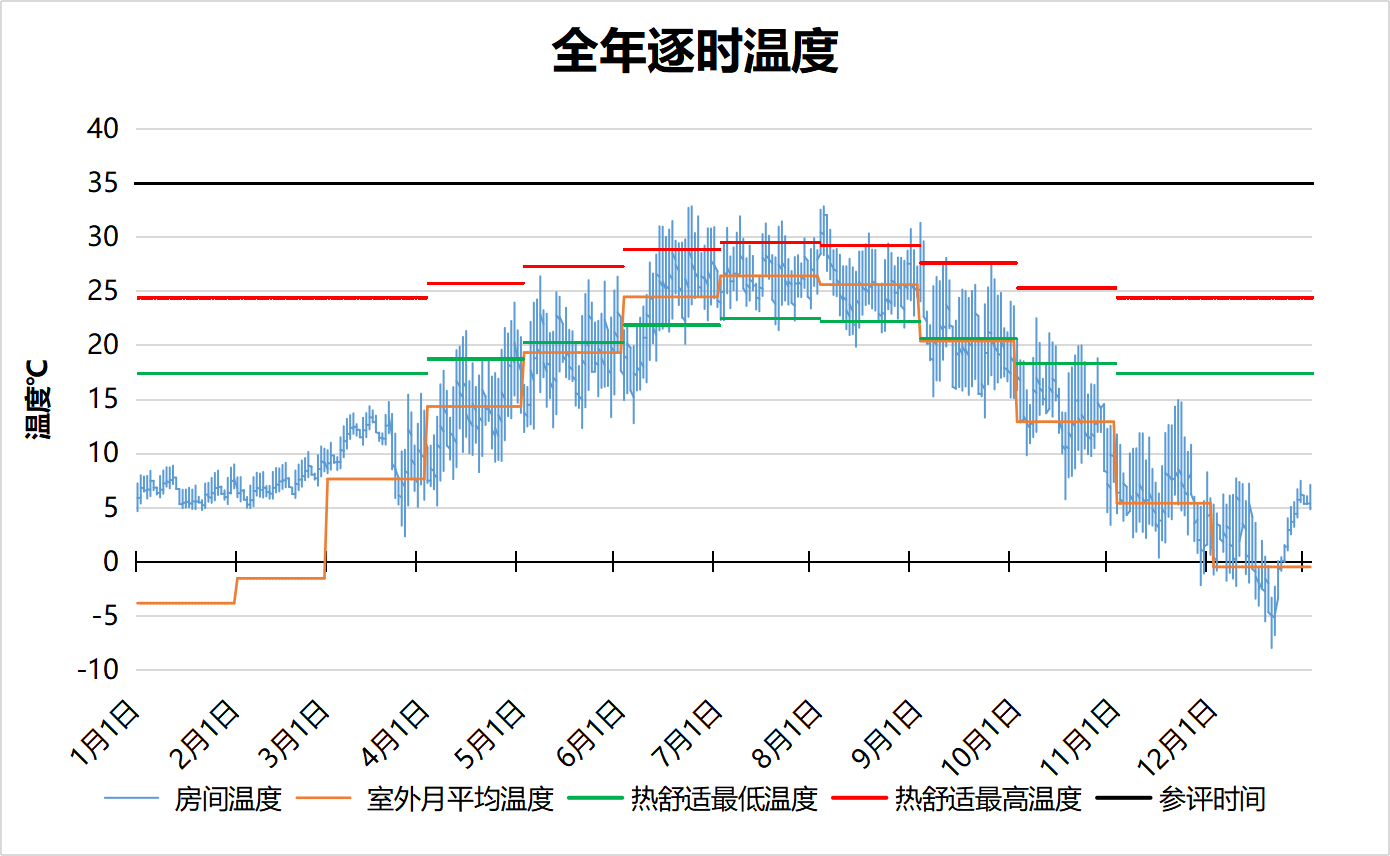 全年逐时温度
40
35
30
25
20
15
10
5
0
-5
-10
温度℃
1月1日
2月1日
3月1日
4月1日
5月1日
6月1日
7月1日
8月1日
9月1日
10月1日
11月1日
12月1日
房间温度 室外月平均温度 热舒适最低温度 热舒适最高温度 参评时间